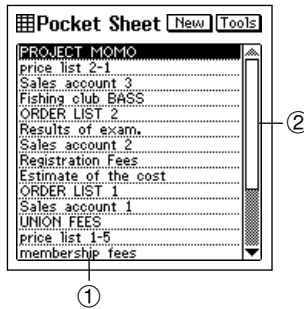 Pocket Sheet New Tools
PROJECT MOMO
price list 2-1
Sales account 3
Fishing club BASS
ORDER LIST 2
Results of exam.
Sales account 2
Registration Fees
Estimate of the cost
ORDER LIST 1
Sales account 1
UNION FEES
price list 1-5
membership fees
①
②